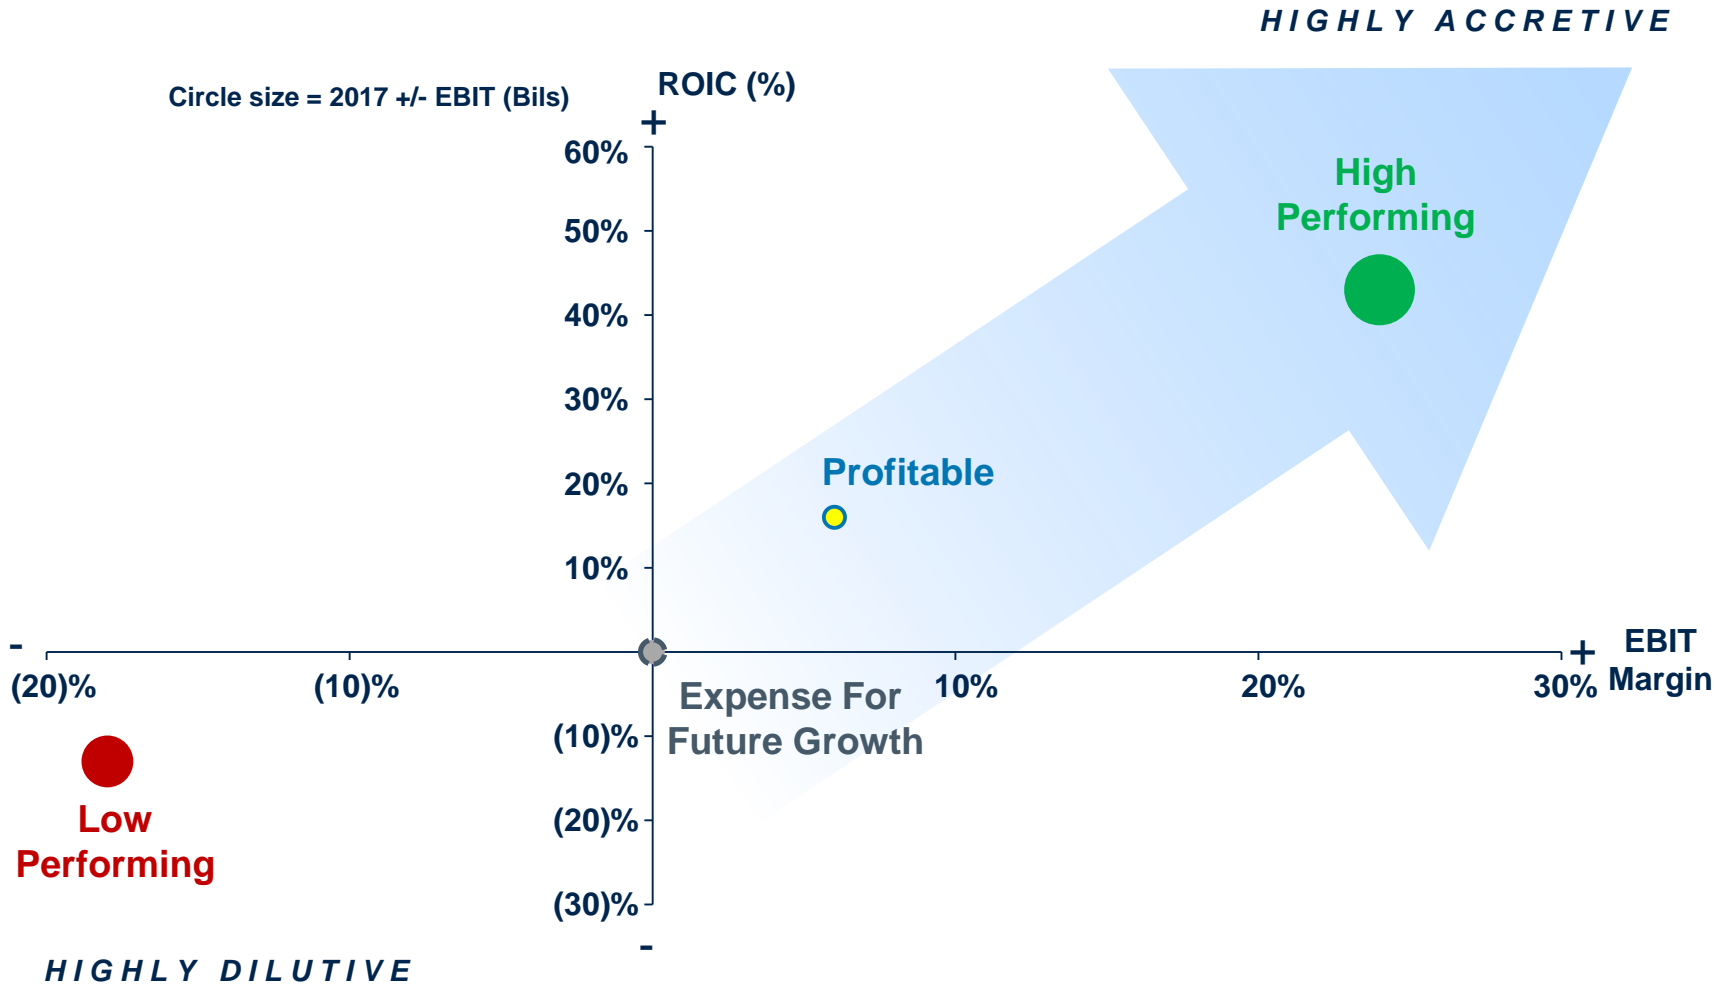 HIGHLY ACCRETIVE
Circle size = 2017 +/- EBIT (Bils)
ROIC (%)
+
60%
50%
40%
30%
20%
10%
High
Performing
Profitable
-
(20)%
(10)%
10%
20%
30%
+
EBIT
Margin
Expense For
Future Growth
(10)%
(20)%
(30)%
-
Low
Performing
HIGHLY DILUTIVE